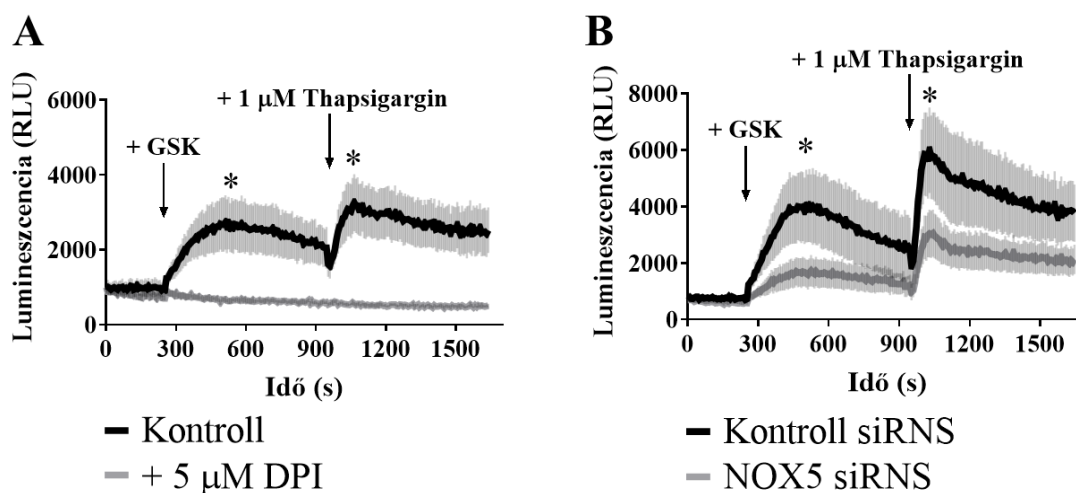 A
+ 1 μM Thapsigargin
+ GSK
*
*
Lumineszcencia (RLU)
6000
4000
2000
0
0 300 600 900 1200 1500
Idő (s)
Kontroll
+ 5 μM DPI
B
+ 1 μM Thapsigargin
+ GSK
*
*
Lumineszcencia (RLU)
8000
6000
4000
2000
0
0 300 600 900 1200 1500
Idő (s)
Kontroll siRNS
NOX5 siRNS